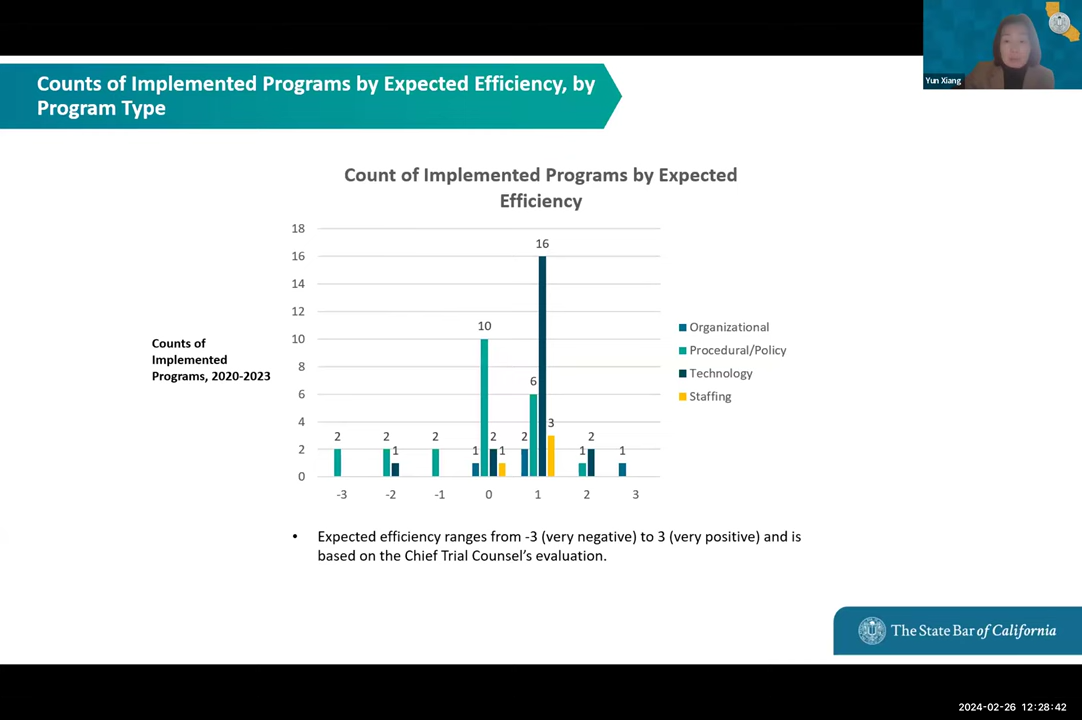 Yun Xiang
Counts of Implemented Programs by Expected Efficiency, by
Program Type
Count of Implemented Programs by Expected
Efficiency
18
16
14
12
10
8
6
4
2
0
Counts of
Implemented
Programs, 2020-2023
2
2
1
2
1
10
2
1
2
6
16
3
1
2
1
-3
-2
-1
0
1
2
3
Organizational
Procedural/Policy
Technology
Staffing
• Expected efficiency ranges from -3 (very negative) to 3 (very positive) and is
based on the Chief Trial Counsel's evaluation.
The State Bar of California
2024-02-26 12:28:42